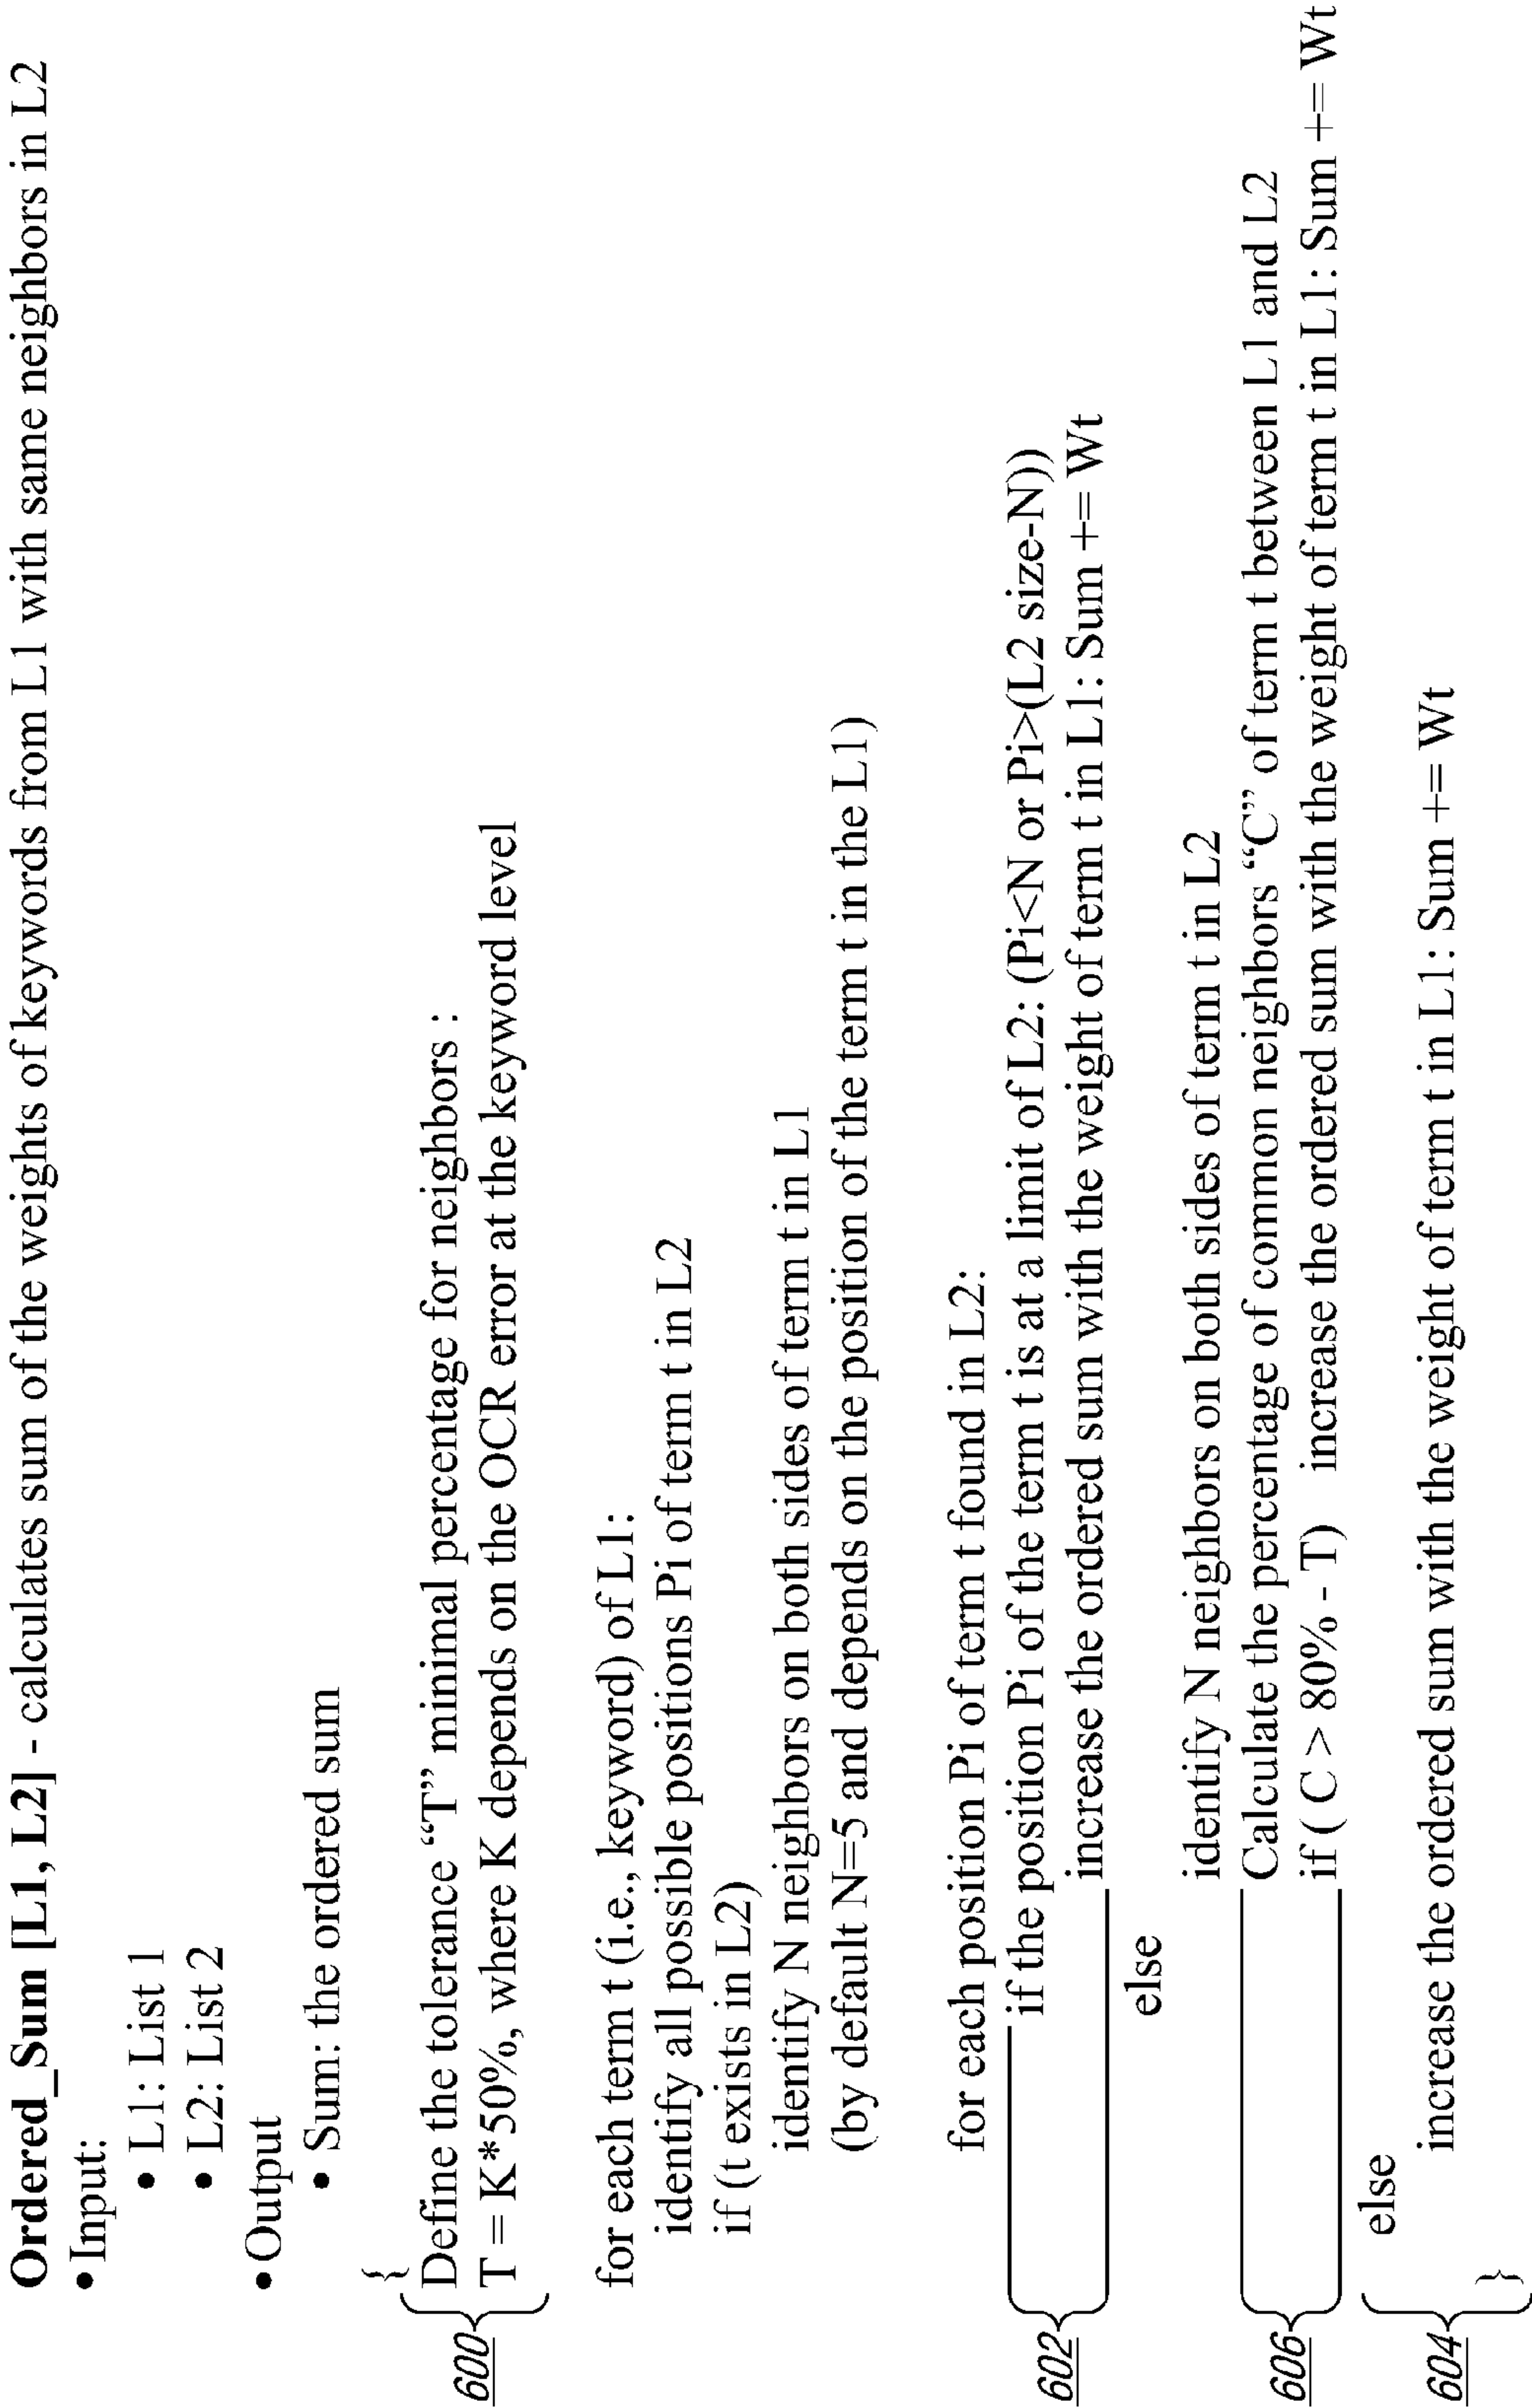 Ordered_Sum [L1, L2] - calculates sum of the weights of keywords from L1 with same neighbors in L2
• Input:
• L1: List 1
• L2: List 2
• Output
• Sum: the ordered sum
{
Define the tolerance “T” minimal percentage for neighbors :
T = K*50%, where K depends on the OCR error at the keyword level
600
for each term t (i.e., keyword) of L1:
identify all possible positions Pi of term t in L2
if (t exists in L2)
identify N neighbors on both sides of term t in L1
(by default N=5 and depends on the position of the term t in the L1)
for each position Pi of term t found in L2:
if the position Pi of the term t is at a limit of L2: (Pi<N or Pi>(L2 size-N))
increase the ordered sum with the weight of term t in L1: Sum += Wt
602
else
identify N neighbors on both sides of term t in L2
Calculate the percentage of common neighbors “C” of term t between L1 and L2
if ( C > 80% - T) increase the ordered sum with the weight of term t in L1: Sum += Wt
606
else
increase the ordered sum with the weight of term t in L1: Sum += Wt
604
}